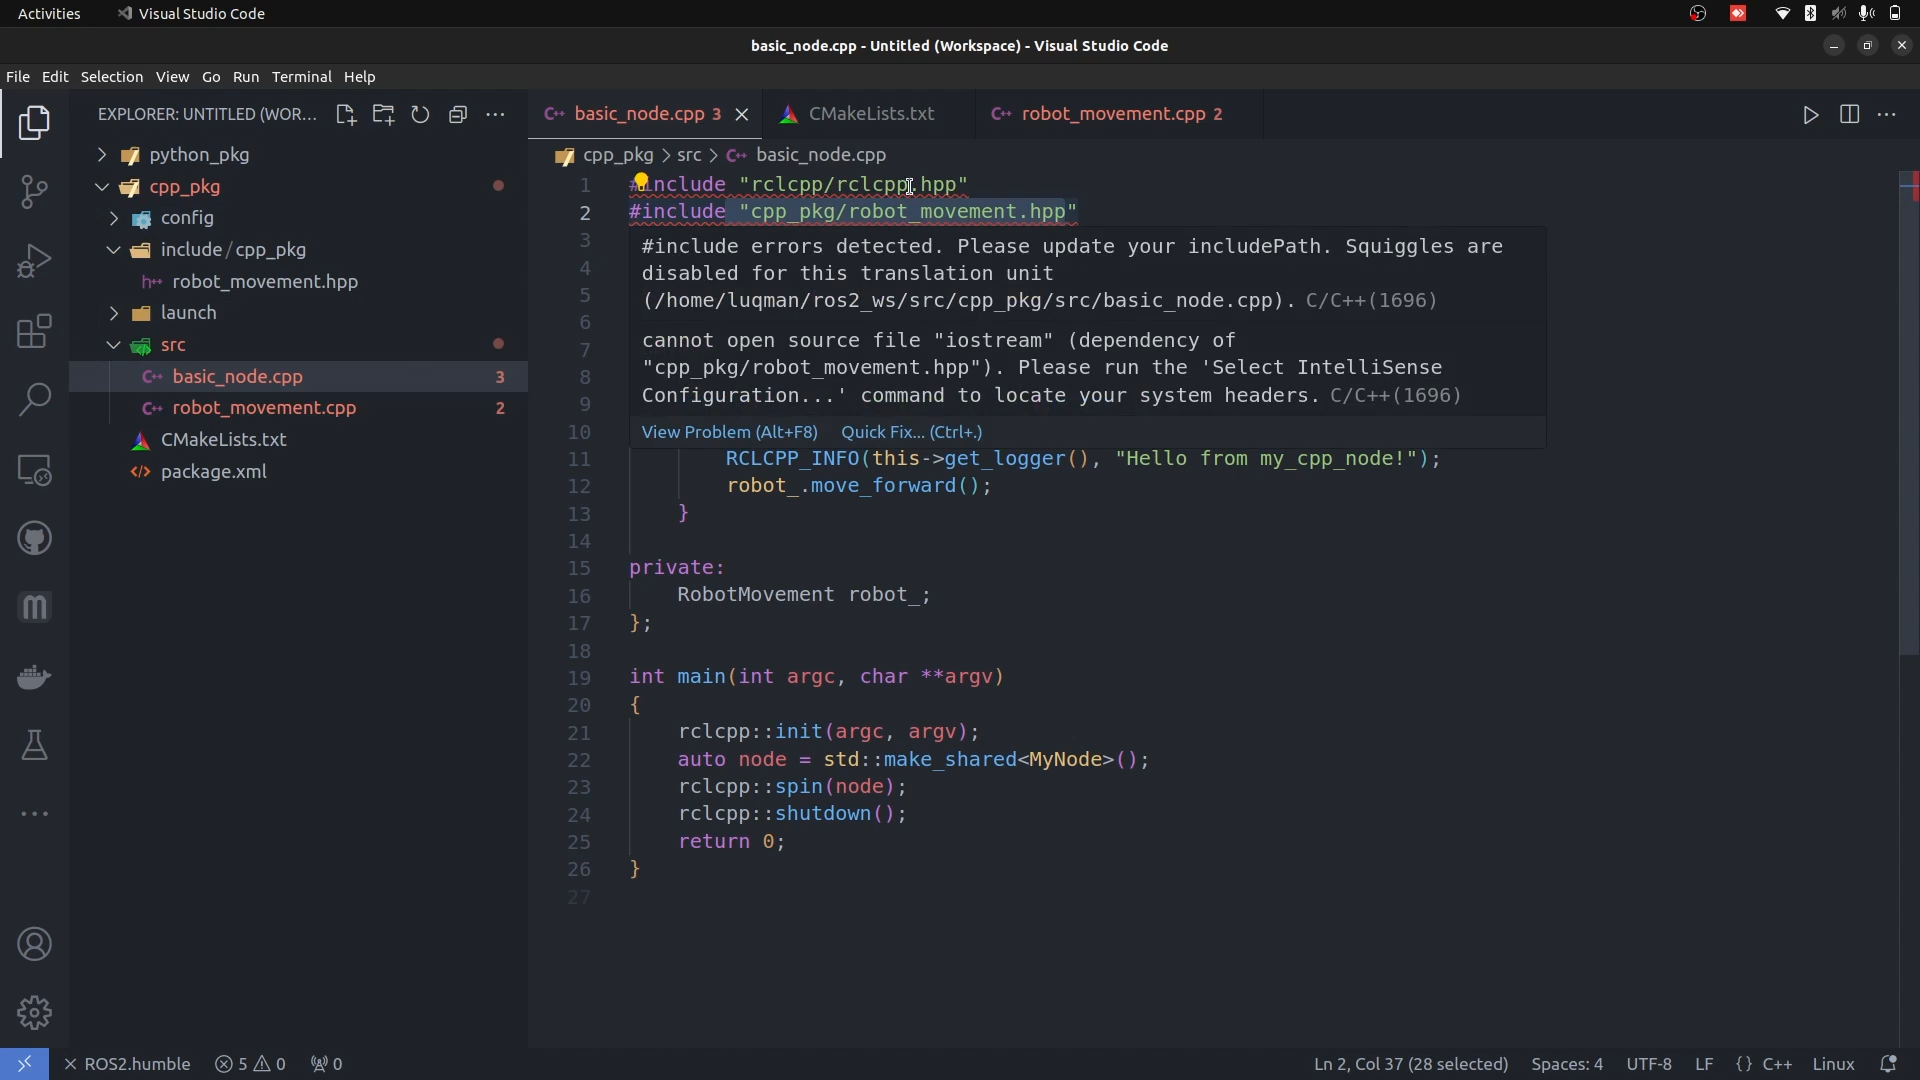 Activities Visual Studio Code
basic_node.cpp - Untitled (Workspace) - Visual Studio Code
File Edit Selection View Go Run Terminal Help
EXPLORER: UNTITLED (WOR...
python_pkg
cpp_pkg
config
include / cpp_pkg
robot_movement.hpp
launch
src
basic_node.cpp 3
robot_movement.cpp 2
CMakeLists.txt
package.xml
basic_node.cpp 3 CMakeLists.txt robot_movement.cpp 2
cpp_pkg > src > basic_node.cpp
1 #include "rclcpp/rclcpp.hpp"
2 #include "cpp_pkg/robot_movement.hpp"
3
4
5
6
7
8
9
10
#include errors detected. Please update your includePath. Squiggles are
disabled for this translation unit
(/home/luqman/ros2_ws/src/cpp_pkg/src/basic_node.cpp). C/C++(1696)
cannot open source file "iostream" (dependency of
"cpp_pkg/robot_movement.hpp"). Please run the 'Select IntelliSense
Configuration...' command to locate your system headers. C/C++(1696)
View Problem (Alt+F8) Quick Fix... (Ctrl+.)
11 RCLCPP_INFO(this->get_logger(), "Hello from my_cpp_node!");
12 robot_.move_forward();
13 }
14
15 private:
16 RobotMovement robot_;
17 };
18
19 int main(int argc, char **argv)
20 {
21 rclcpp::init(argc, argv);
22 auto node = std::make_shared<MyNode>();
23 rclcpp::spin(node);
24 rclcpp::shutdown();
25 return 0;
26 }
27
ROS2.humble 5 0 0 Ln 2, Col 37 (28 selected) Spaces: 4 UTF-8 LF {} C++ Linux